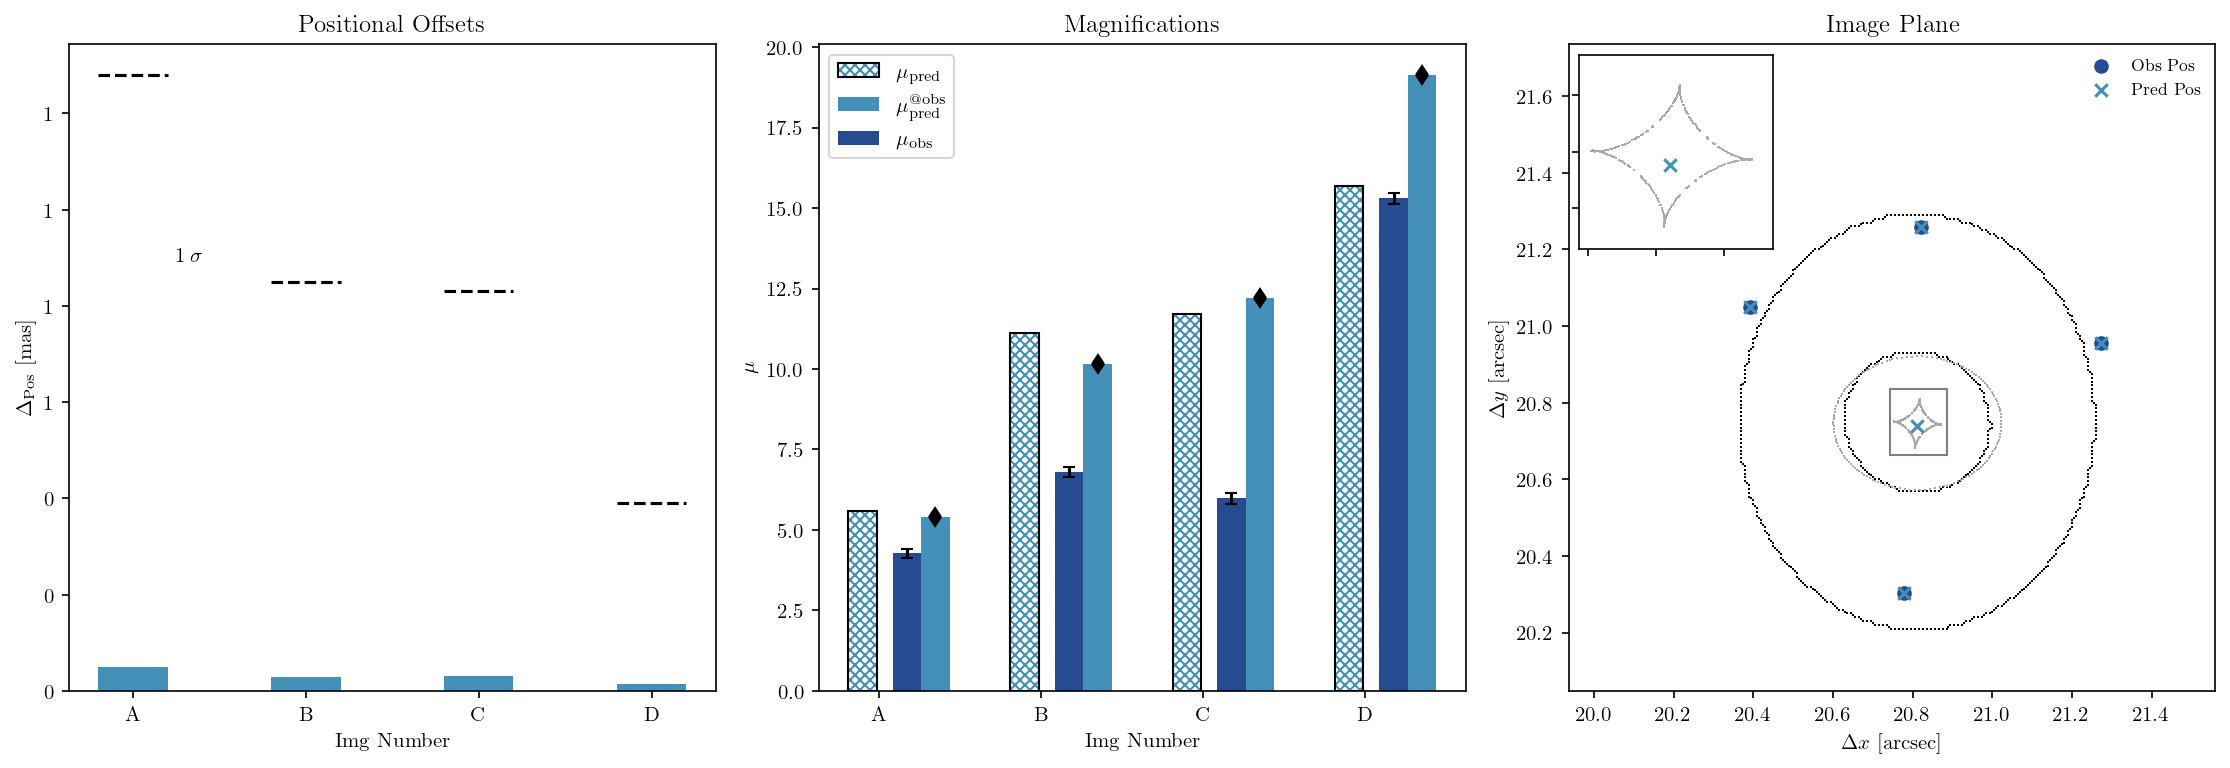 Positional Offsets
1
1
1
1
0
0
0
Δ_Pos [mas]
1 σ
A B C D
Img Number
Magnifications
20.0
17.5
15.0
12.5
10.0
7.5
5.0
2.5
0.0
μ
μ_pred
μ_pred^@obs
μ_obs
A B C D
Img Number
Image Plane
Obs Pos
Pred Pos
21.6
21.4
21.2
21.0
20.8
20.6
20.4
20.2
Δy [arcsec]
20.0 20.2 20.4 20.6 20.8 21.0 21.2 21.4
Δx [arcsec]